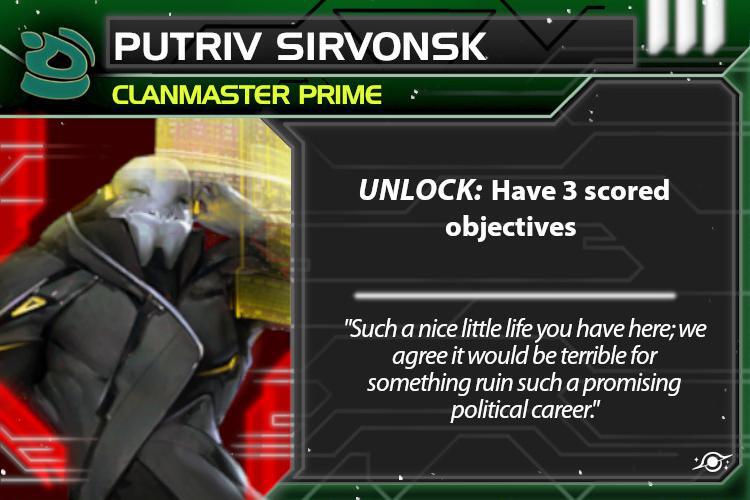 PUTRIV SIRVONSK
CLANMASTER PRIME
UNLOCK: Have 3 scored
objectives
"Such a nice little life you have here; we
agree it would be terrible for
something ruin such a promising
political career."